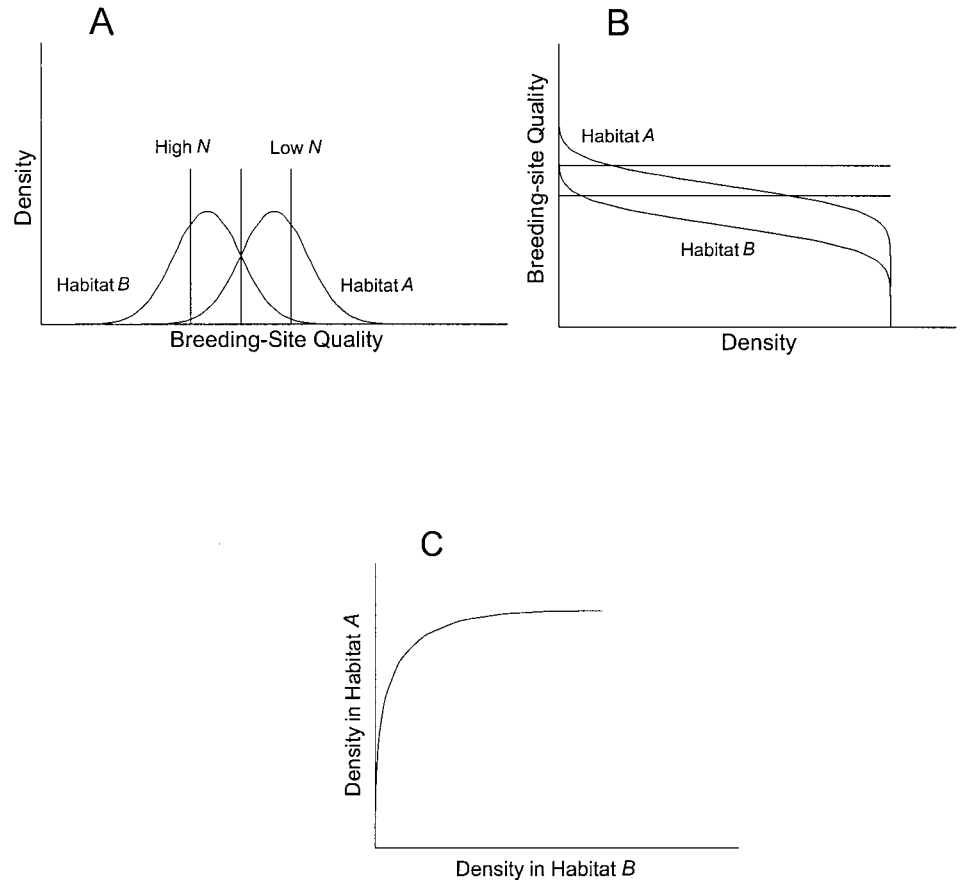 A
Density
High N
Low N
Habitat B
Habitat A
Breeding-Site Quality
B
Breeding-site Quality
Habitat A
Habitat B
Density
C
Density in Habitat A
Density in Habitat B